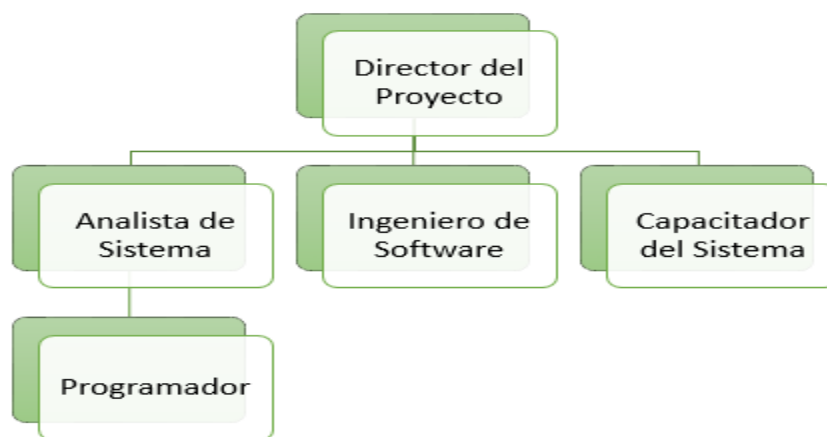 Director del
Proyecto
Analista de
Sistema
Ingeniero de
Software
Capacitador
del Sistema
Programador